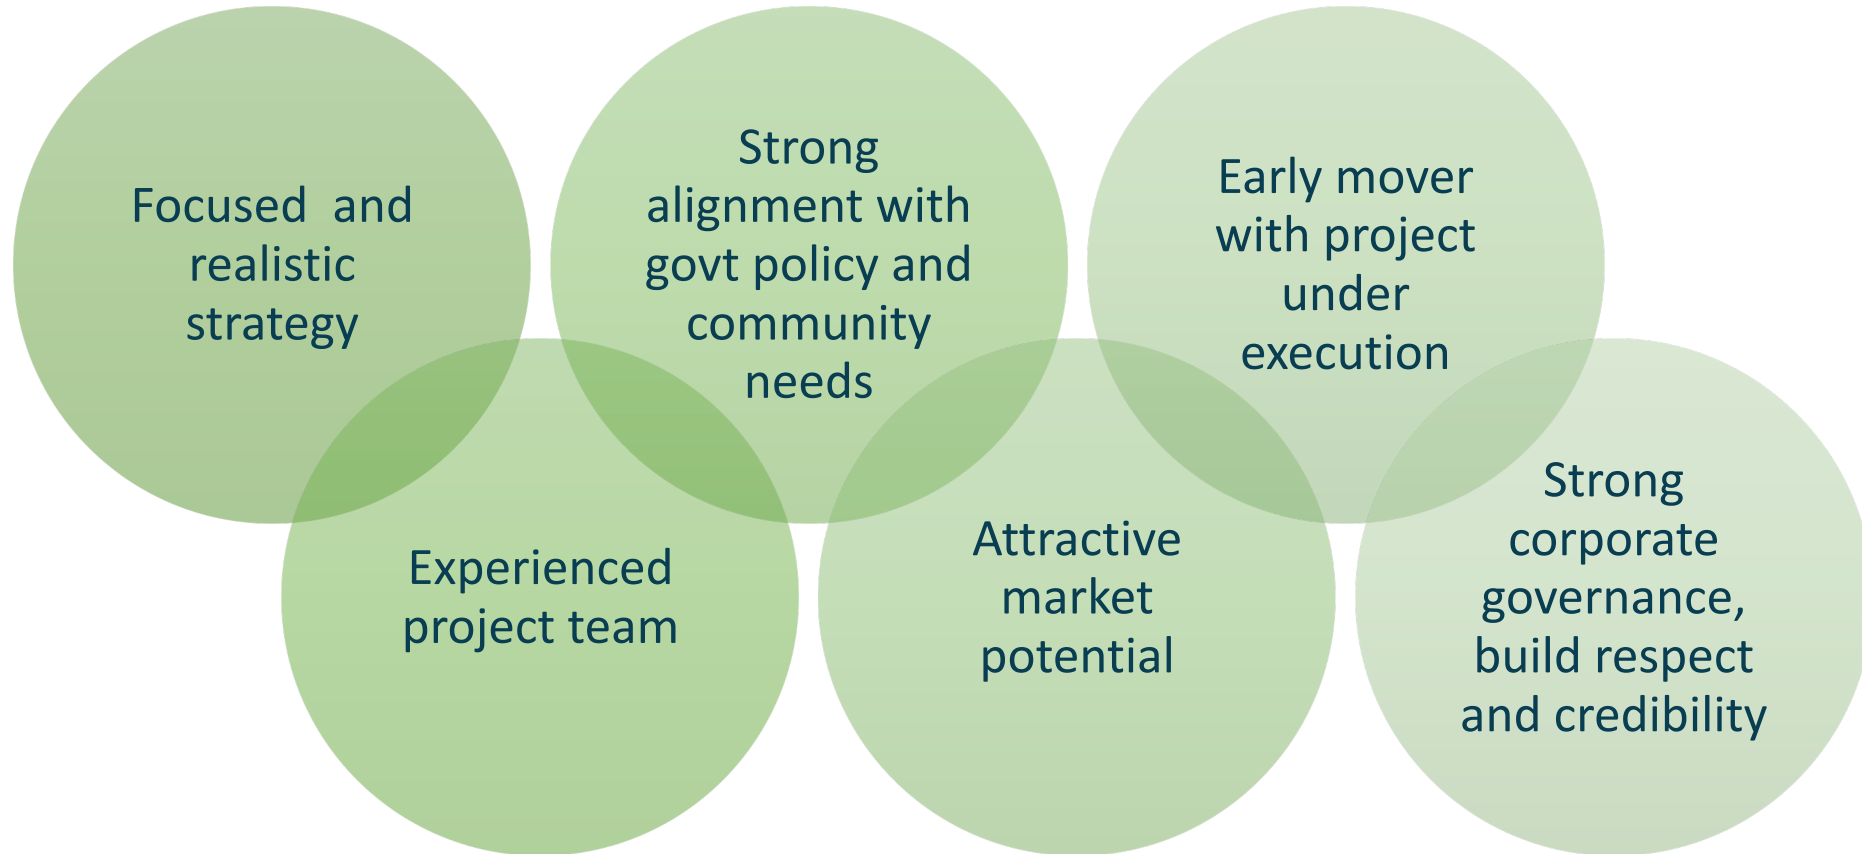 Focused  and
realistic
strategy
Experienced
project team
Strong
alignment with
govt policy and
community
needs
Attractive
market
potential
Early mover
with project
under
execution
Strong
corporate
governance,
build respect
and credibility